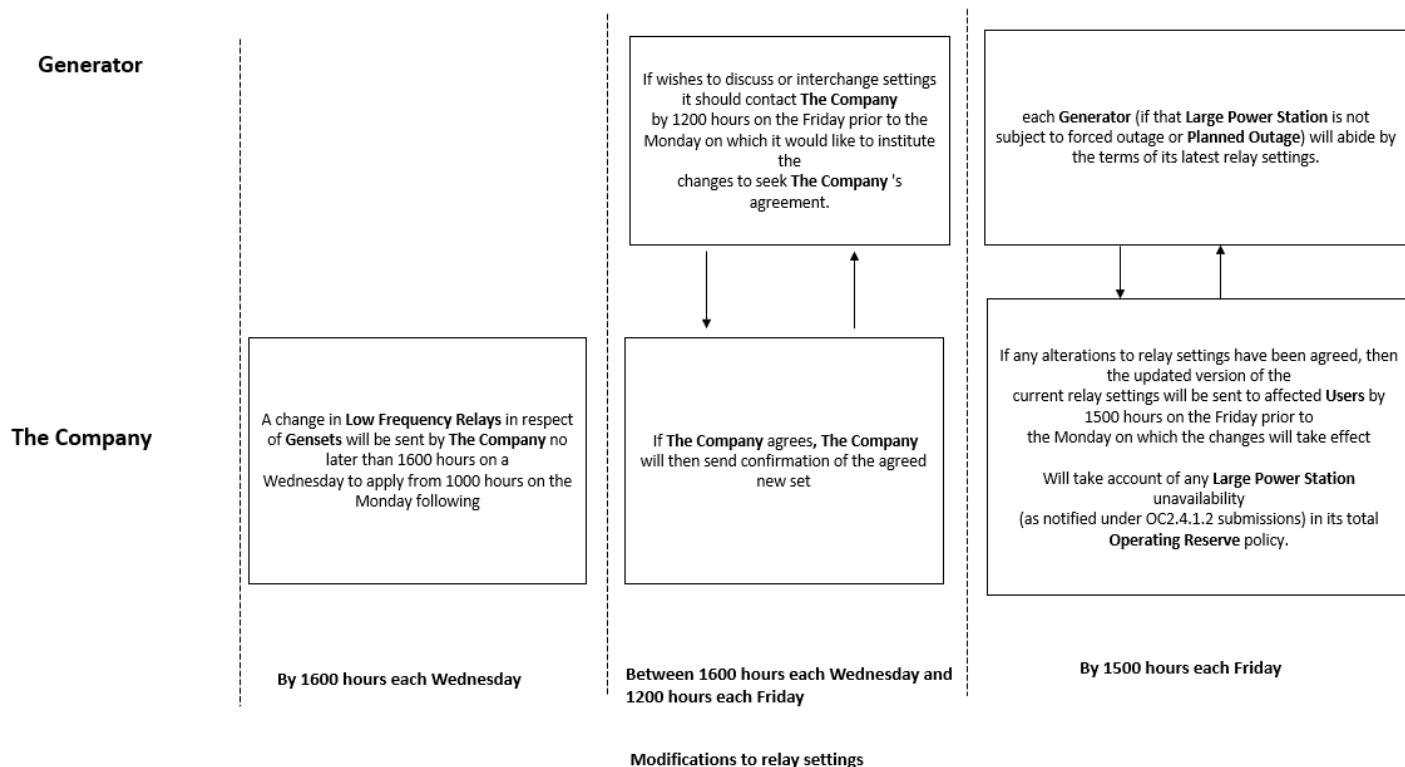 Generator
If wishes to discuss or interchange settings
it should contact The Company
by 1200 hours on the Friday prior to the
Monday on which it would like to institute
the
changes to seek The Company 's
agreement.
each Generator (if that Large Power Station is not
subject to forced outage or Planned Outage) will abide by
the terms of its latest relay settings.
The Company
A change in Low Frequency Relays in respect
of Gensets will be sent by The Company no
later than 1600 hours on a
Wednesday to apply from 1000 hours on the
Monday following
If The Company agrees, The Company
will then send confirmation of the agreed
new set
If any alterations to relay settings have been agreed, then
the updated version of the
current relay settings will be sent to affected Users by
1500 hours on the Friday prior to
the Monday on which the changes will take effect
Will take account of any Large Power Station
unavailability
(as notified under OC2.4.1.2 submissions) in its total
Operating Reserve policy.
By 1600 hours each Wednesday
Between 1600 hours each Wednesday and
1200 hours each Friday
By 1500 hours each Friday
Modifications to relay settings